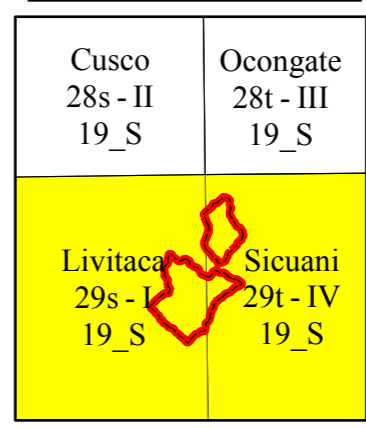 Cusco
28s - II
19_S
Ocongate
28t - III
19_S
Livitaca
29s - I
19_S
Sicuani
29t - IV
19_S